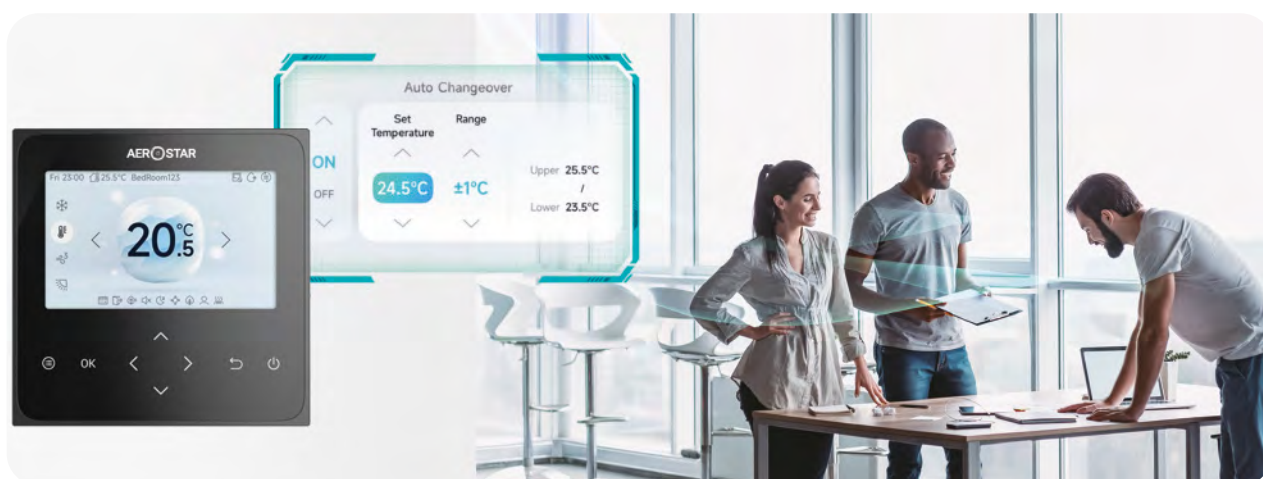 AEROSTAR
Fri 23:00 25.5°C BedRoom123
20.5°C
OK
Auto Changeover
Set Temperature
Range
ON
OFF
24.5°C
±1°C
Upper 25.5°C
/
Lower 23.5°C